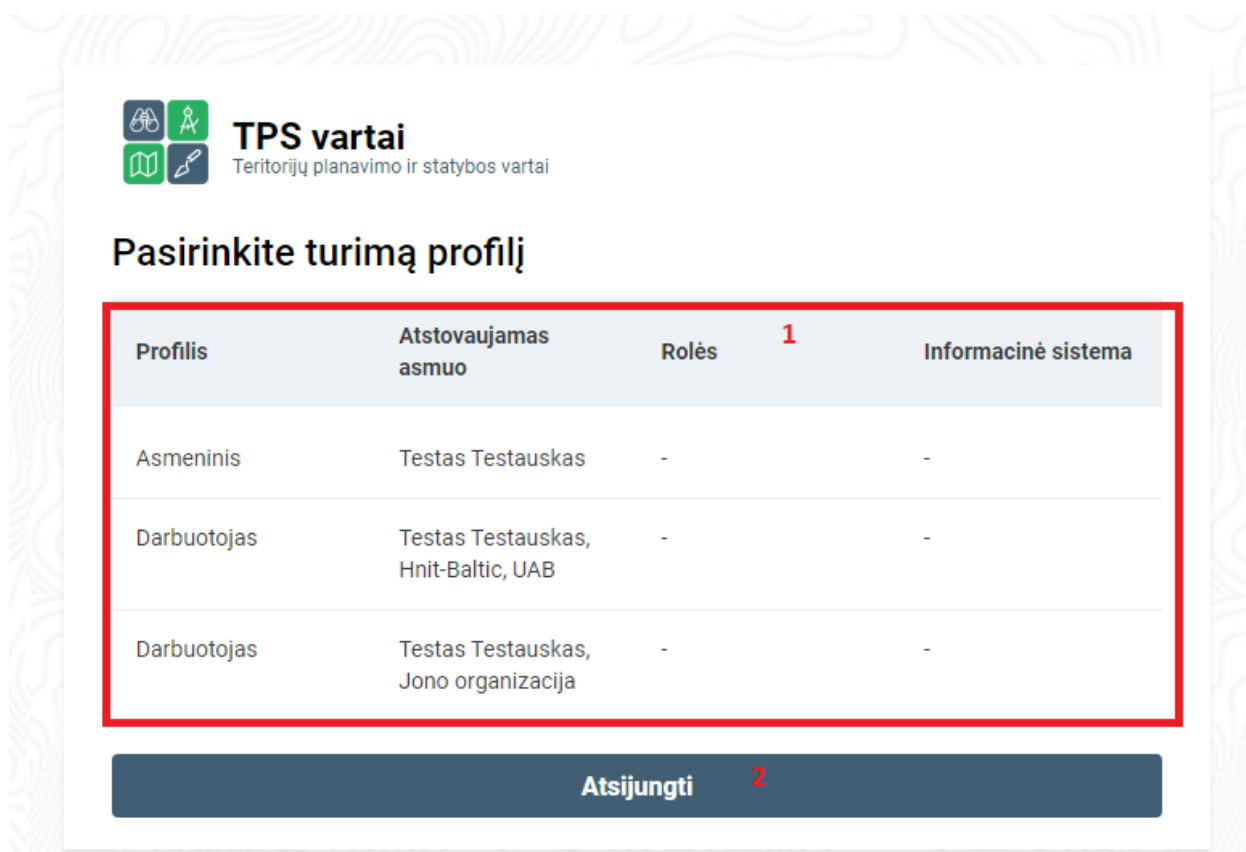 TPS vartai
Teritorijų planavimo ir statybos vartai
Pasirinkite turimą profilį
Profilis Atstovaujamas asmuo Rolės 1 Informacinė sistema
Asmeninis Testas Testauskas - -
Darbuotojas Testas Testauskas, - -
Hnit-Baltic, UAB
Darbuotojas Testas Testauskas, - -
Jono organizacija
Atsijungti 2